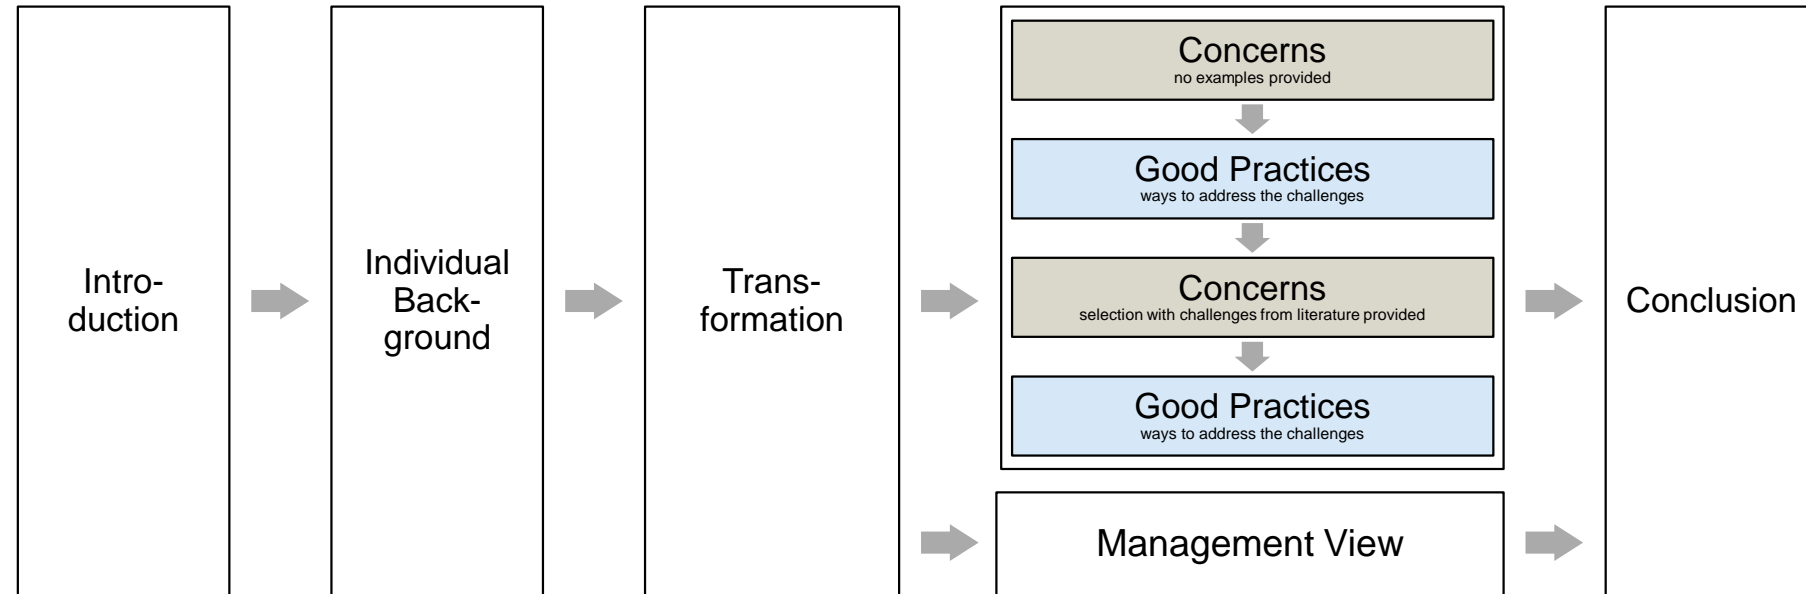 Intro-
duction
Individual
Back-
ground
Trans-
formation
Concerns
no examples provided
Good Practices
ways to address the challenges
Concerns
selection with challenges from literature provided
Good Practices
ways to address the challenges
Management View
Conclusion